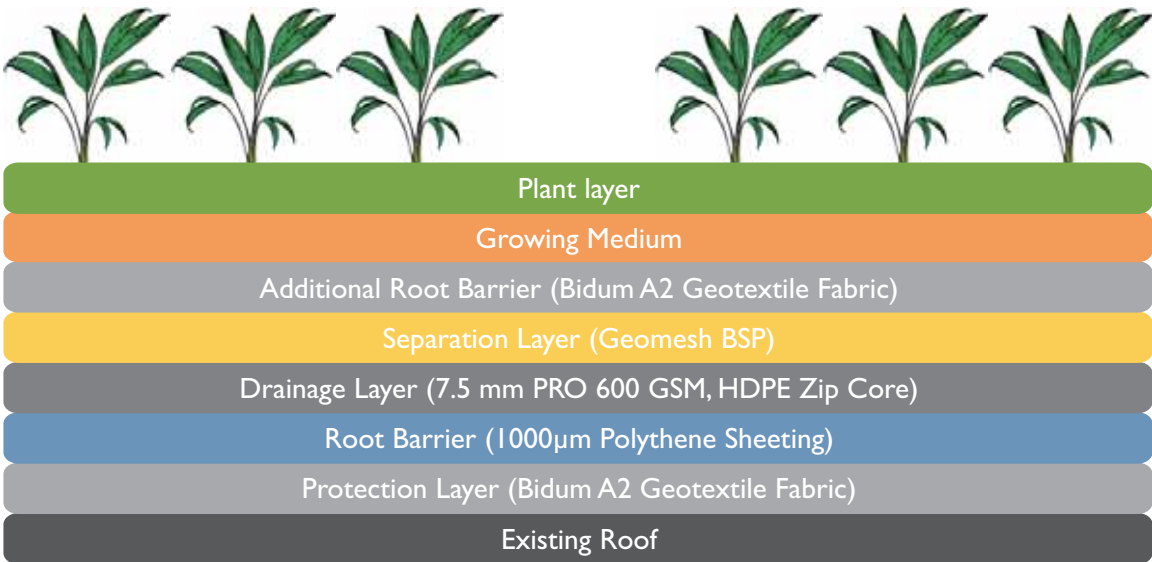 Plant layer
Growing Medium
Additional Root Barrier (Bidum A2 Geotextile Fabric)
Separation Layer (Geomesh BSP)
Drainage Layer (7.5 mm PRO 600 GSM, HDPE Zip Core)
Root Barrier (1000µm Polythene Sheeting)
Protection Layer (Bidum A2 Geotextile Fabric)
Existing Roof